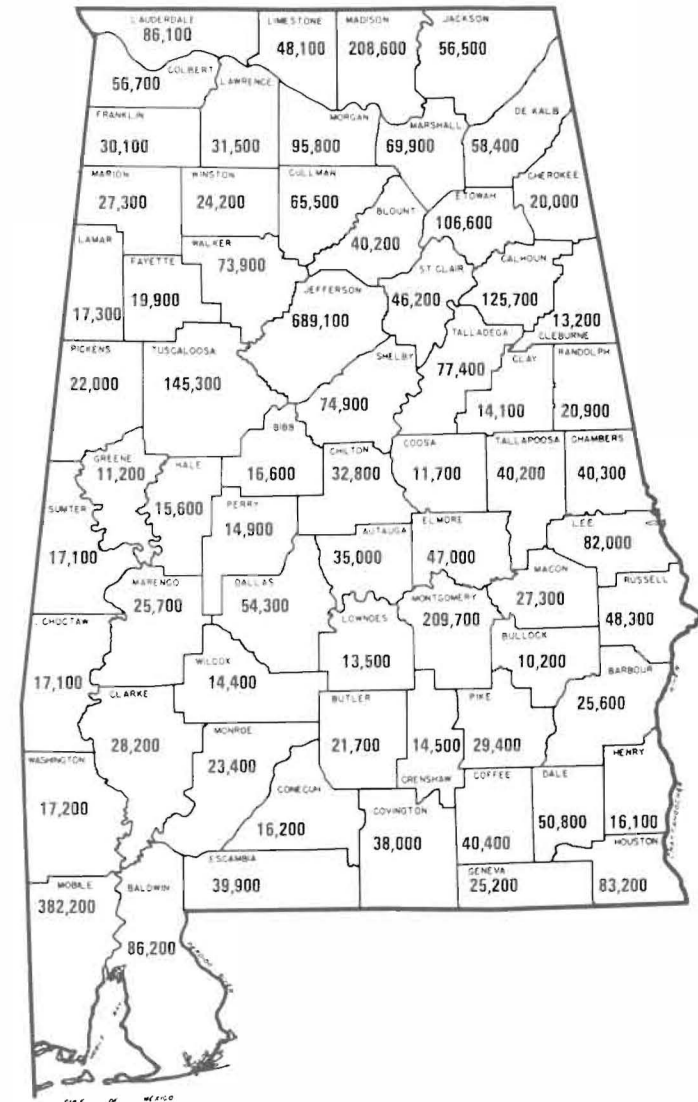 LAUDERDALE
86,100
LIMESTONE
48,100
MADISON
208,600
JACKSON
56,500
COLBERT
56,700
LAWRENCE
31,500
FRANKLIN
30,100
MORGAN
95,800
MARSHALL
69,900
DE KALB
58,400
MARION
27,300
WINSTON
24,200
CULLMAN
65,500
BLOUNT
40,200
ETOWAH
106,600
CHEROKEE
20,000
LAMAR
17,300
FAYETTE
19,900
WALKER
73,900
JEFFERSON
689,100
ST CLAIR
46,200
CALHOUN
125,700
13,200
CLEBURNE
PICKENS
22,000
TUSCALOOSA
145,300
SHELBY
74,900
TALLADEGA
77,400
CLAY
14,100
RANDOLPH
20,900
GREENE
11,200
HALE
15,600
BIBB
16,600
CHILTON
32,800
COOSA
11,700
TALLAPOOSA
40,200
CHAMBERS
40,300
SUMTER
17,100
PERRY
14,900
AUTAUGA
35,000
ELMORE
47,000
LEE
82,000
MARENGO
25,700
DALLAS
54,300
LOWNDES
13,500
MONTGOMERY
209,700
MACON
27,300
RUSSELL
48,300
CHOCTAW
17,100
WILCOX
14,400
BULLOCK
10,200
BARBOUR
25,600
CLARKE
28,200
MONROE
23,400
BUTLER
21,700
14,500
CRENSHAW
PIKE
29,400
HENRY
16,100
WASHINGTON
17,200
CONECUH
16,200
COVINGTON
38,000
COFFEE
40,400
DALE
50,800
HOUSTON
83,200
ESCAMBIA
39,900
GENEVA
25,200
MOBILE
382,200
BALDWIN
86,200
PERDIDO RIVER
CHATTAHOOCHEE
RIVER
MOBILE BAY
GULF OF MEXICO